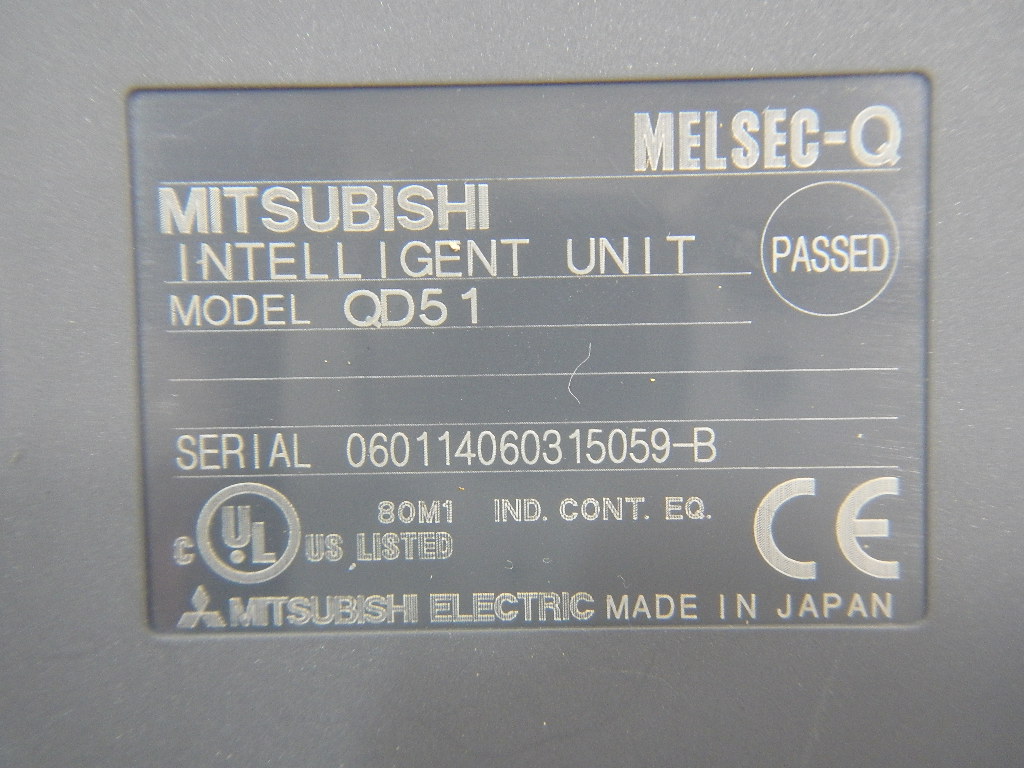 MELSEC-Q
MITSUBISHI
INTELLIGENT UNIT
PASSED
MODEL QD51
SERIAL 060114060315059-B
80M1 IND. CONT. EQ.
C UL US LISTED
CE
MITSUBISHI ELECTRIC MADE IN JAPAN